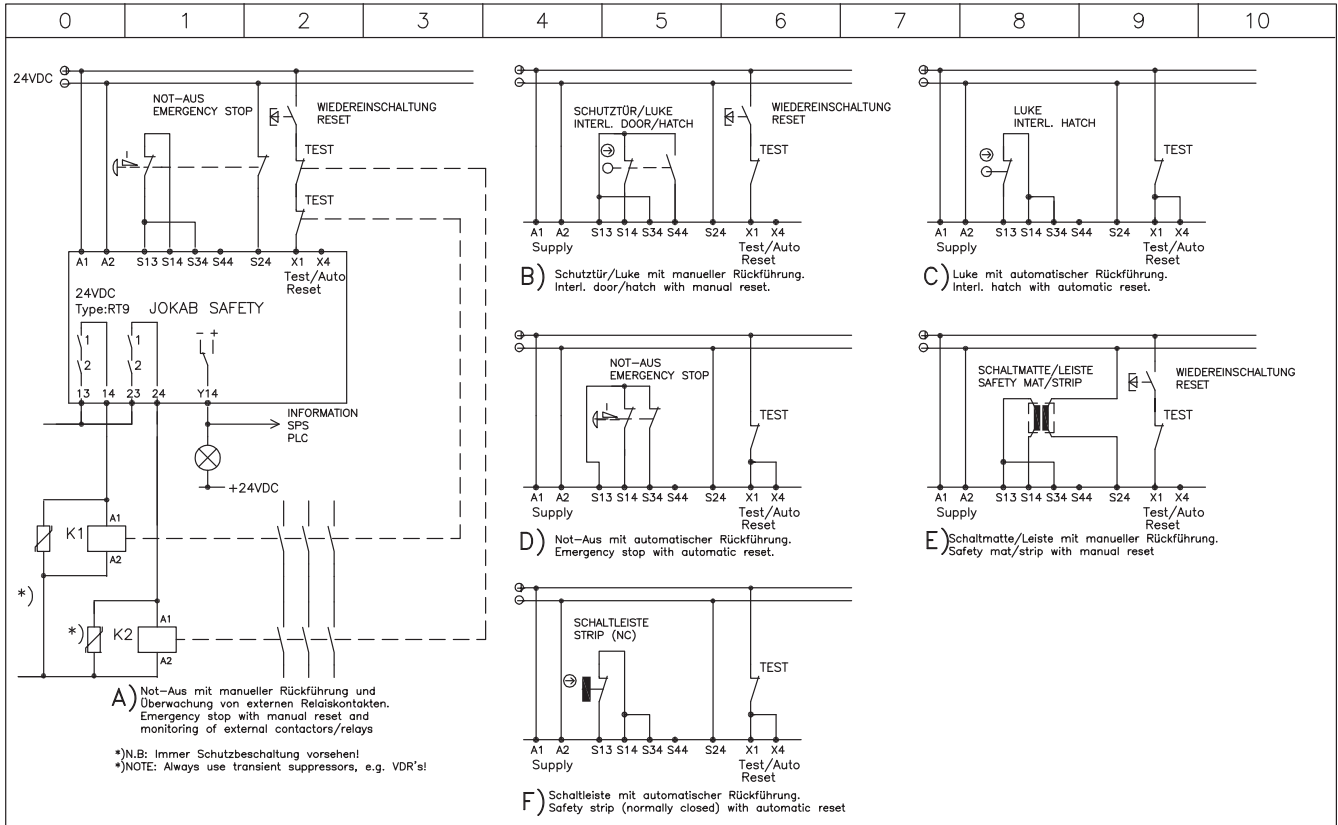 0 1 2 3 4 5 6 7 8 9 10
24VDC
NOT-AUS
EMERGENCY STOP
WIEDEREINSCHALTUNG
RESET
TEST
TEST
A1 A2 S13 S14 S34 S44 S24 X1 X4
Test/Auto
Reset
24VDC
Type:RT9 JOKAB SAFETY
- +
1 1
2 2
13 14 23 24 Y14
INFORMATION
SPS
PLC
+24VDC
K1
A1
A2
*)
*)
K2
A1
A2
A) Not-Aus mit manueller Rückführung und
Überwachung von externen Relaiskontakten.
Emergency stop with manual reset and
monitoring of external contactors/relays
*)N.B: Immer Schutzbeschaltung vorsehen!
*)NOTE: Always use transient suppressors, e.g. VDR's!
SCHUTZTÜR/LUKE
INTERL. DOOR/HATCH
WIEDEREINSCHALTUNG
RESET
TEST
A1 A2 S13 S14 S34 S44 S24 X1 X4
Supply Test/Auto
Reset
B) Schutztür/Luke mit manueller Rückführung.
Interl. door/hatch with manual reset.
LUKE
INTERL. HATCH
TEST
A1 A2 S13 S14 S34 S44 S24 X1 X4
Supply Test/Auto
Reset
C) Luke mit automatischer Rückführung.
Interl. hatch with automatic reset.
NOT-AUS
EMERGENCY STOP
TEST
A1 A2 S13 S14 S34 S44 S24 X1 X4
Supply Test/Auto
Reset
D) Not-Aus mit automatischer Rückführung.
Emergency stop with automatic reset.
SCHALTMATTE/LEISTE
SAFETY MAT/STRIP
WIEDEREINSCHALTUNG
RESET
TEST
A1 A2 S13 S14 S34 S44 S24 X1 X4
Supply Test/Auto
Reset
E) Schaltmatte/Leiste mit manueller Rückführung.
Safety mat/strip with manual reset
SCHALTLEISTE
STRIP (NC)
TEST
A1 A2 S13 S14 S34 S44 S24 X1 X4
Supply Test/Auto
Reset
F) Schaltleiste mit automatischer Rückführung.
Safety strip (normally closed) with automatic reset